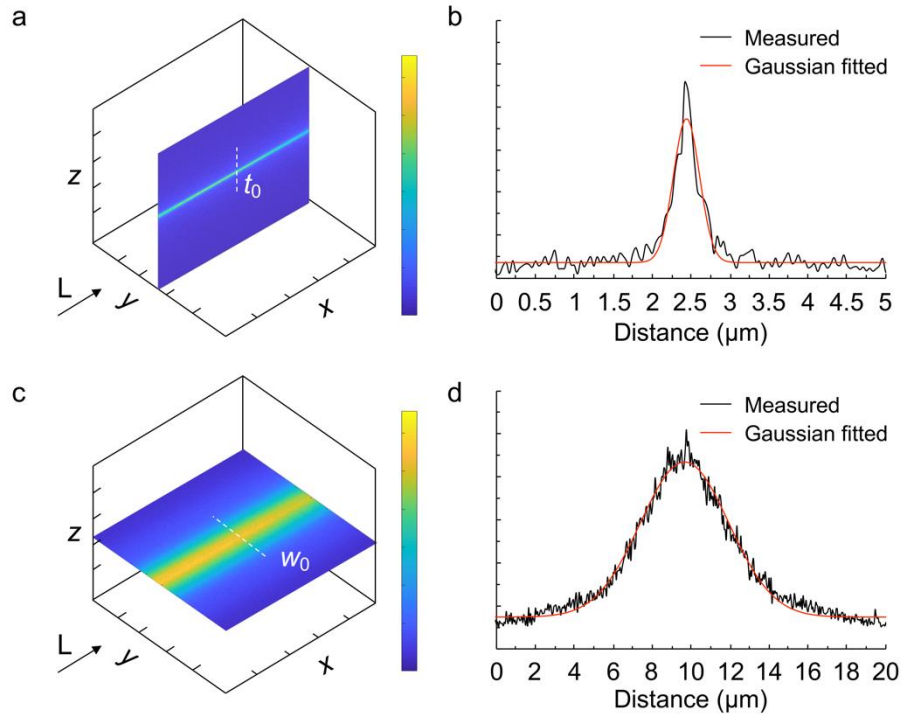 a
z
t0
L
y
x
b
Measured
Gaussian fitted
0 0.5 1 1.5 2 2.5 3 3.5 4 4.5 5
Distance (µm)
c
z
w0
L
y
x
d
Measured
Gaussian fitted
0 2 4 6 8 10 12 14 16 18 20
Distance (µm)